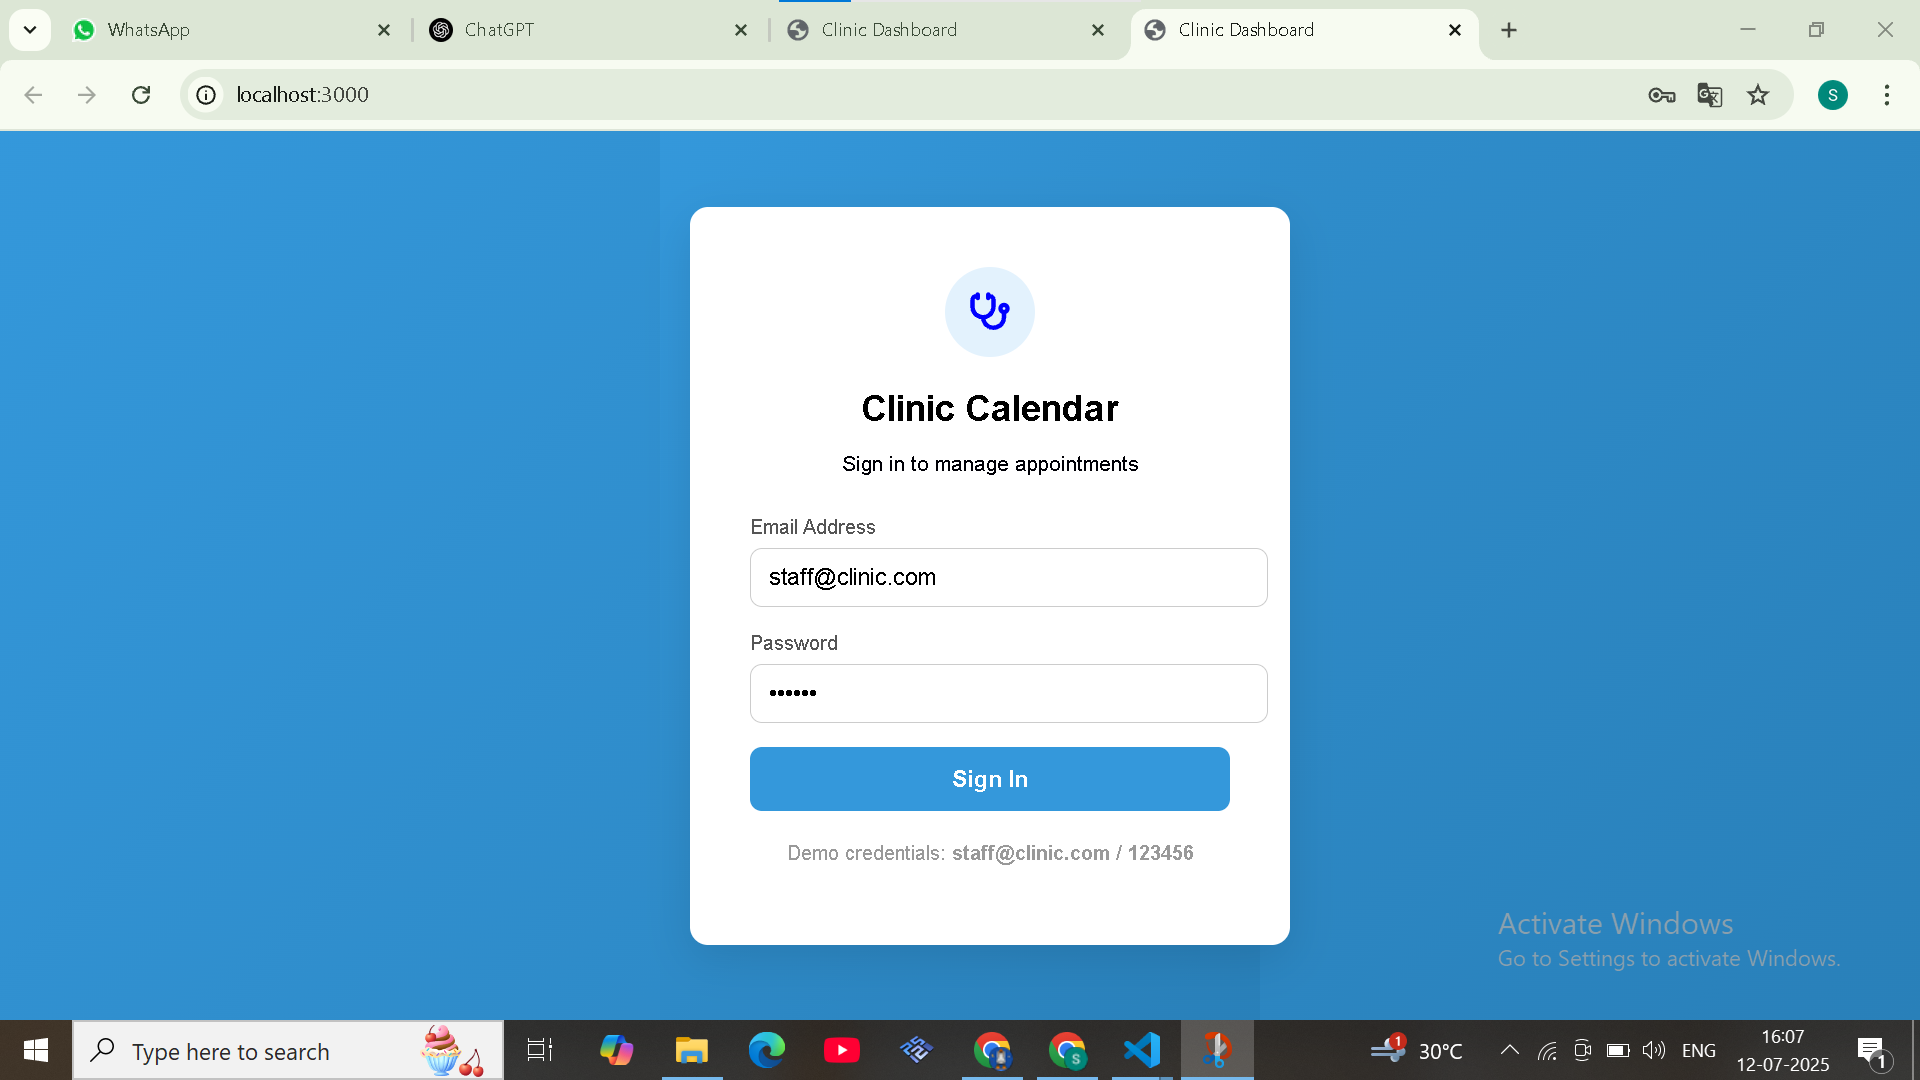 WhatsApp
ChatGPT
Clinic Dashboard
Clinic Dashboard
localhost:3000
S
Clinic Calendar
Sign in to manage appointments
Email Address
staff@clinic.com
Password
••••••
Sign In
Demo credentials: staff@clinic.com / 123456
Activate Windows
Go to Settings to activate Windows.
Type here to search
S
1
30°C
ENG
16:07
12-07-2025
1